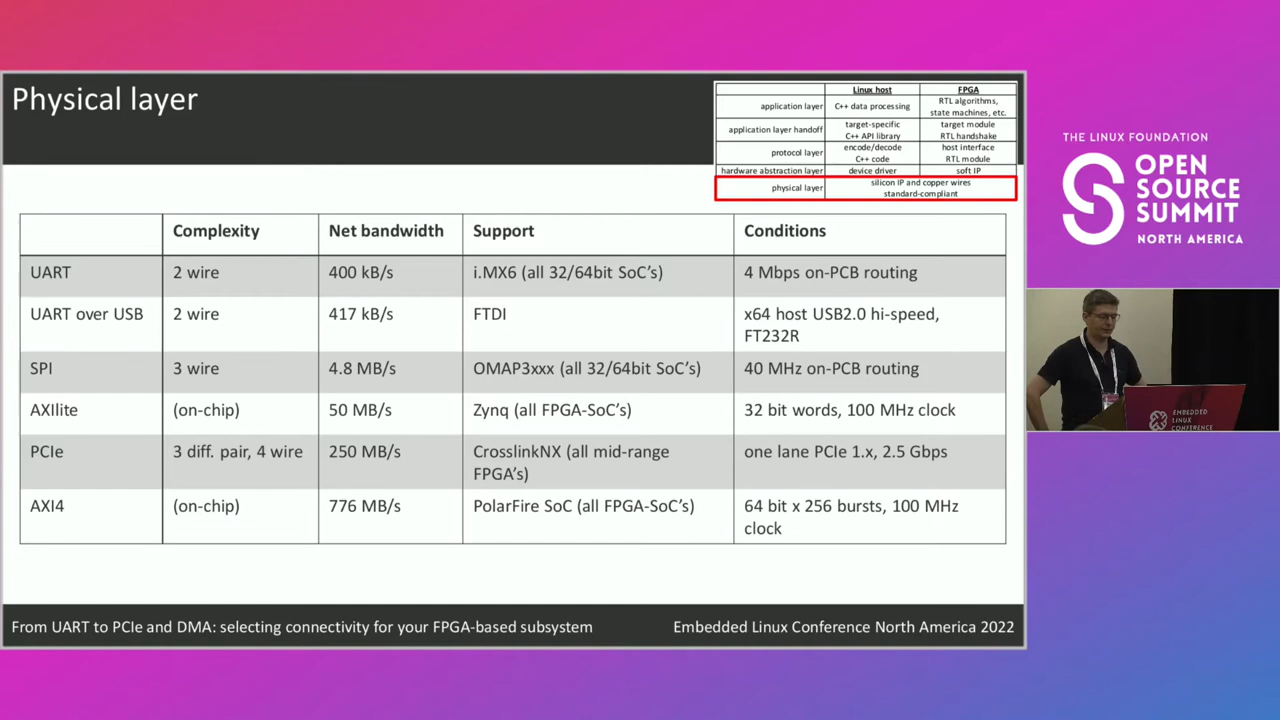 Physical layer
Linux host FPGA
application layer C++ data processing RTL algorithms,
state machines, etc.
application layer handoff target-specific target module
C++ API library RTL handshake
protocol layer encode/decode host interface
C++ code RTL module
hardware abstraction layer device driver soft IP
physical layer silicon IP and copper wires
standard-compliant
Complexity Net bandwidth Support Conditions
UART 2 wire 400 kB/s i.MX6 (all 32/64bit SoC's) 4 Mbps on-PCB routing
UART over USB 2 wire 417 kB/s FTDI x64 host USB2.0 hi-speed,
FT232R
SPI 3 wire 4.8 MB/s OMAP3xxx (all 32/64bit SoC's) 40 MHz on-PCB routing
AXIlite (on-chip) 50 MB/s Zynq (all FPGA-SoC's) 32 bit words, 100 MHz clock
PCIe 3 diff. pair, 4 wire 250 MB/s CrosslinkNX (all mid-range
FPGA's) one lane PCIe 1.x, 2.5 Gbps
AXI4 (on-chip) 776 MB/s PolarFire SoC (all FPGA-SoC's) 64 bit x 256 bursts, 100 MHz
clock
From UART to PCIe and DMA: selecting connectivity for your FPGA-based subsystem
Embedded Linux Conference North America 2022
THE LINUX FOUNDATION
OPEN
SOURCE
SUMMIT
NORTH AMERICA
EMBEDDED
LINUX
CONFERENCE